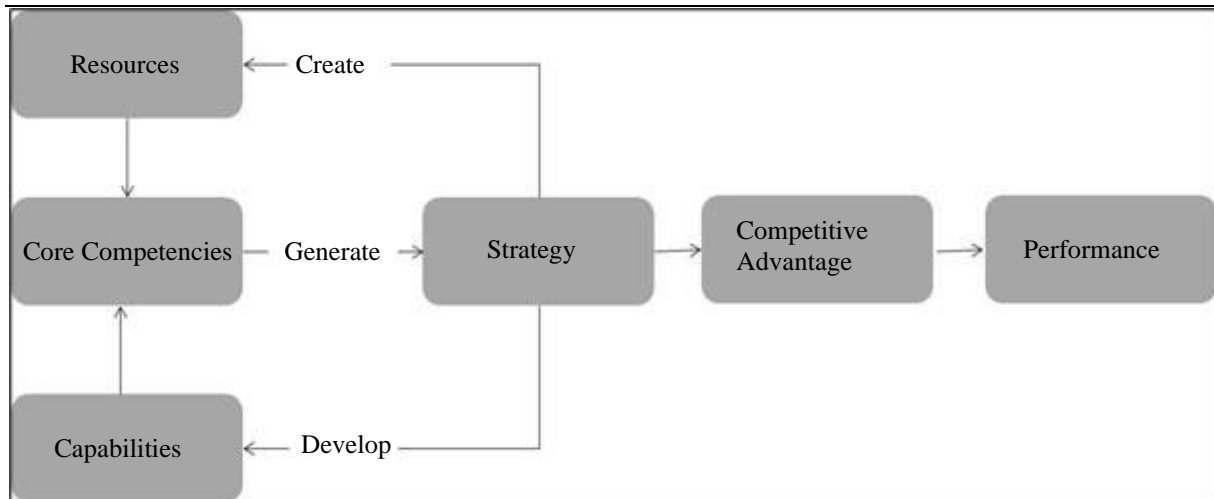 Resources
Create
Core Competencies
Generate
Strategy
Competitive
Advantage
Performance
Capabilities
Develop